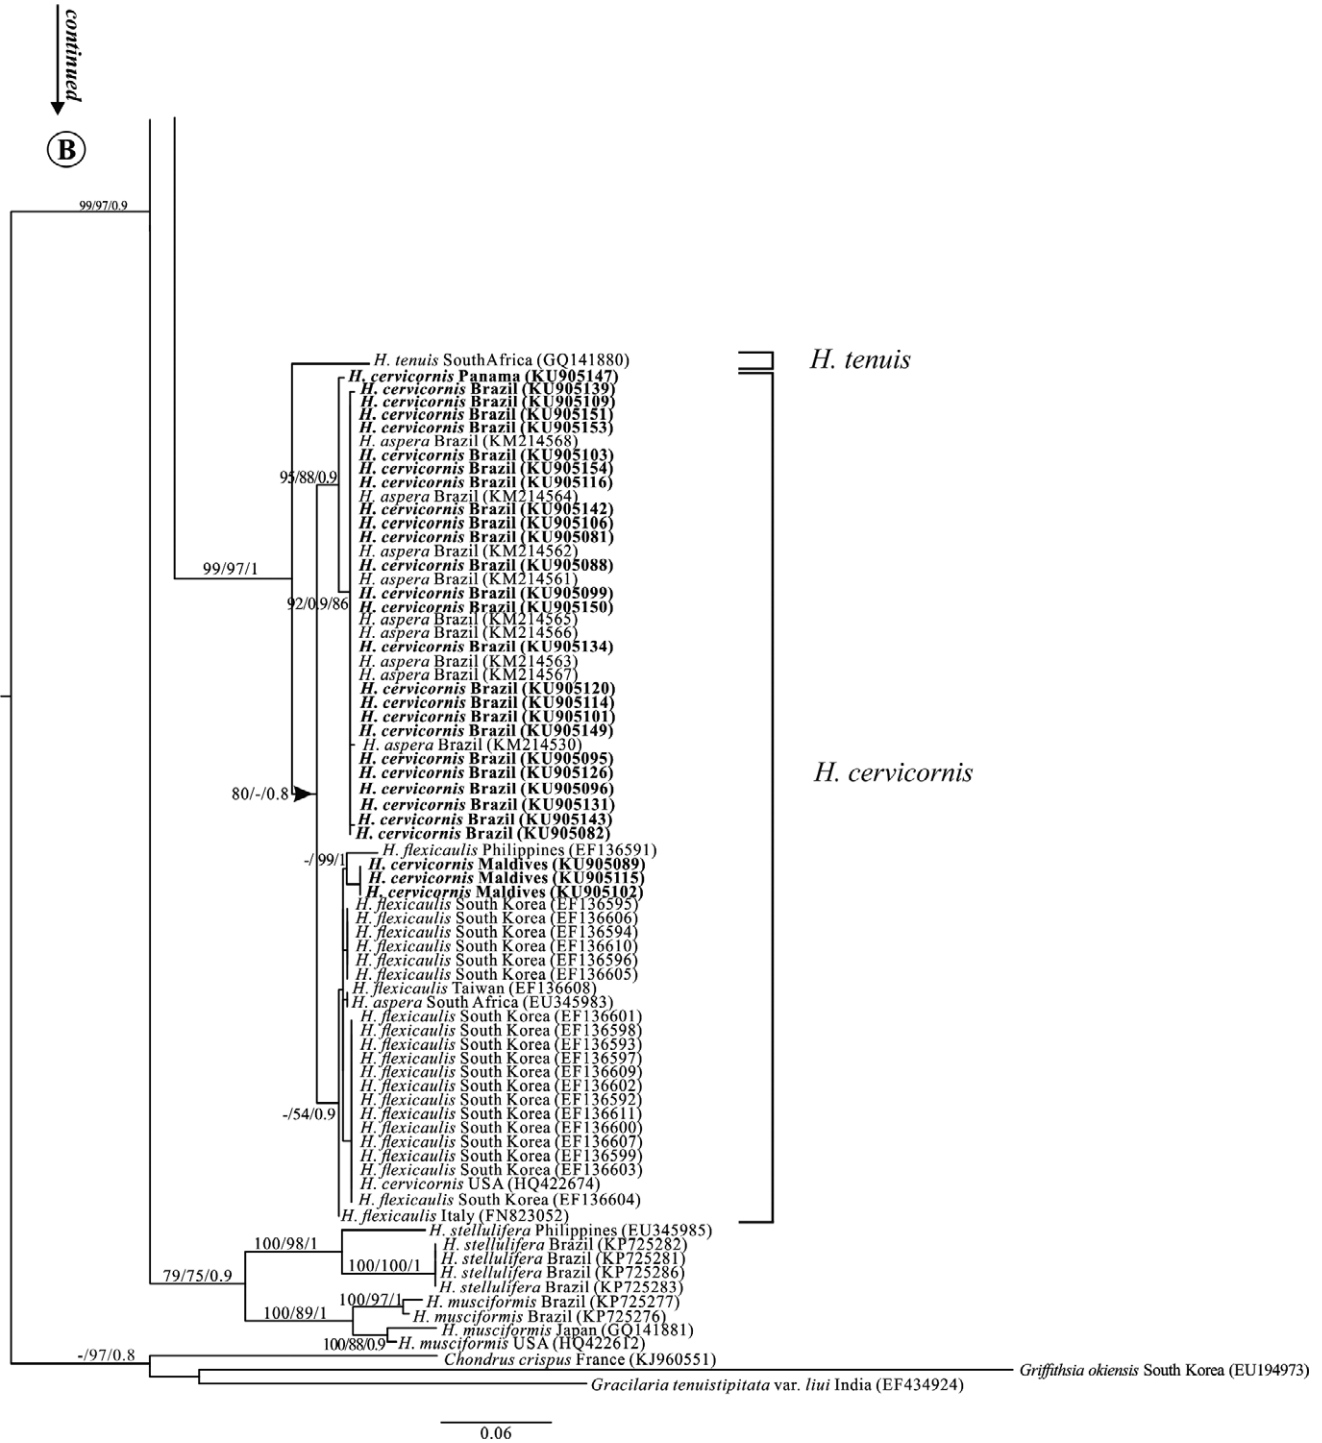 continued
B
99/97/0.9
H. tenuis SouthAfrica (GQ141880)
H. tenuis
H. cervicornis Panama (KU905147)
H. cervicornis Brazil (KU905139)
H. cervicornis Brazil (KU905109)
H. cervicornis Brazil (KU905151)
H. cervicornis Brazil (KU905153)
H. aspera Brazil (KM214568)
H. cervicornis Brazil (KU905103)
H. cervicornis Brazil (KU905154)
95/88/0.9
H. cervicornis Brazil (KU905116)
H. aspera Brazil (KM214564)
H. cervicornis Brazil (KU905142)
H. cervicornis Brazil (KU905106)
H. cervicornis Brazil (KU905081)
H. aspera Brazil (KM214562)
H. cervicornis Brazil (KU905088)
99/97/1
H. aspera Brazil (KM214561)
H. cervicornis Brazil (KU905099)
92/0.9/86
H. cervicornis Brazil (KU905150)
H. aspera Brazil (KM214565)
H. aspera Brazil (KM214566)
H. cervicornis Brazil (KU905134)
H. aspera Brazil (KM214563)
H. aspera Brazil (KM214567)
H. cervicornis Brazil (KU905120)
H. cervicornis Brazil (KU905114)
H. cervicornis Brazil (KU905101)
H. cervicornis Brazil (KU905149)
H. aspera Brazil (KM214530)
H. cervicornis Brazil (KU905095)
H. cervicornis Brazil (KU905126)
H. cervicornis
H. cervicornis Brazil (KU905096)
80/-/0.8
H. cervicornis Brazil (KU905131)
H. cervicornis Brazil (KU905143)
H. cervicornis Brazil (KU905082)
H. flexicaulis Philippines (EF136591)
-/99/1
H. cervicornis Maldives (KU905089)
H. cervicornis Maldives (KU905115)
H. cervicornis Maldives (KU905102)
H. flexicaulis South Korea (EF136595)
H. flexicaulis South Korea (EF136606)
H. flexicaulis South Korea (EF136594)
H. flexicaulis South Korea (EF136610)
H. flexicaulis South Korea (EF136596)
H. flexicaulis South Korea (EF136605)
H. flexicaulis Taiwan (EF136608)
H. aspera South Africa (EU345983)
H. flexicaulis South Korea (EF136601)
H. flexicaulis South Korea (EF136598)
H. flexicaulis South Korea (EF136593)
H. flexicaulis South Korea (EF136597)
H. flexicaulis South Korea (EF136609)
H. flexicaulis South Korea (EF136602)
H. flexicaulis South Korea (EF136592)
-/54/0.9
H. flexicaulis South Korea (EF136611)
H. flexicaulis South Korea (EF136600)
H. flexicaulis South Korea (EF136607)
H. flexicaulis South Korea (EF136599)
H. flexicaulis South Korea (EF136603)
H. cervicornis USA (HQ422674)
H. flexicaulis South Korea (EF136604)
H. flexicaulis Italy (FN823052)
H. stellulifera Philippines (EU345985)
100/98/1
H. stellulifera Brazil (KP725282)
H. stellulifera Brazil (KP725281)
100/100/1
H. stellulifera Brazil (KP725286)
79/75/0.9
H. stellulifera Brazil (KP725283)
100/97/1
H. musciformis Brazil (KP725277)
100/89/1
H. musciformis Brazil (KP725276)
H. musciformis Japan (GQ141881)
100/88/0.9
H. musciformis USA (HQ422612)
-/97/0.8
Chondrus crispus France (KJ960551)
Griffithsia okiensis South Korea (EU194973)
Gracilaria tenuistipitata var. liui India (EF434924)
0.06